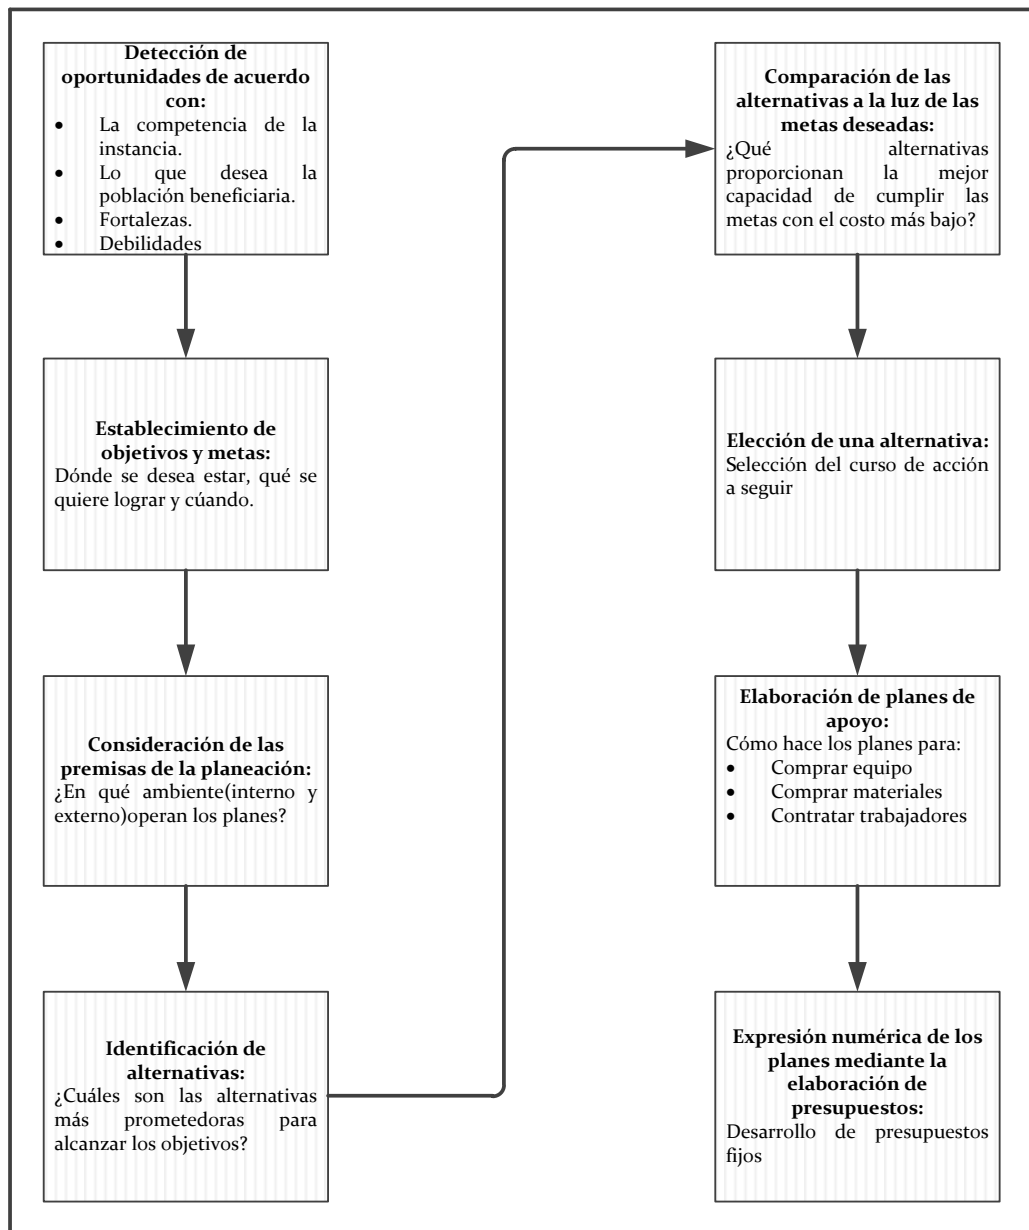 Detección de
oportunidades de acuerdo
con:
• La competencia de la
instancia.
• Lo que desea la
población beneficiaria.
• Fortalezas.
• Debilidades
Establecimiento de
objetivos y metas:
Dónde se desea estar, qué se
quiere lograr y cúando.
Consideración de las
premisas de la planeación:
¿En qué ambiente(interno y
externo)operan los planes?
Identificación de
alternativas:
¿Cuáles son las alternativas
más prometedoras para
alcanzar los objetivos?
Comparación de las
alternativas a la luz de las
metas deseadas:
¿Qué alternativas
proporcionan la mejor
capacidad de cumplir las
metas con el costo más bajo?
Elección de una alternativa:
Selección del curso de acción
a seguir
Elaboración de planes de
apoyo:
Cómo hace los planes para:
• Comprar equipo
• Comprar materiales
• Contratar trabajadores
Expresión numérica de los
planes mediante la
elaboración de
presupuestos:
Desarrollo de presupuestos
fijos